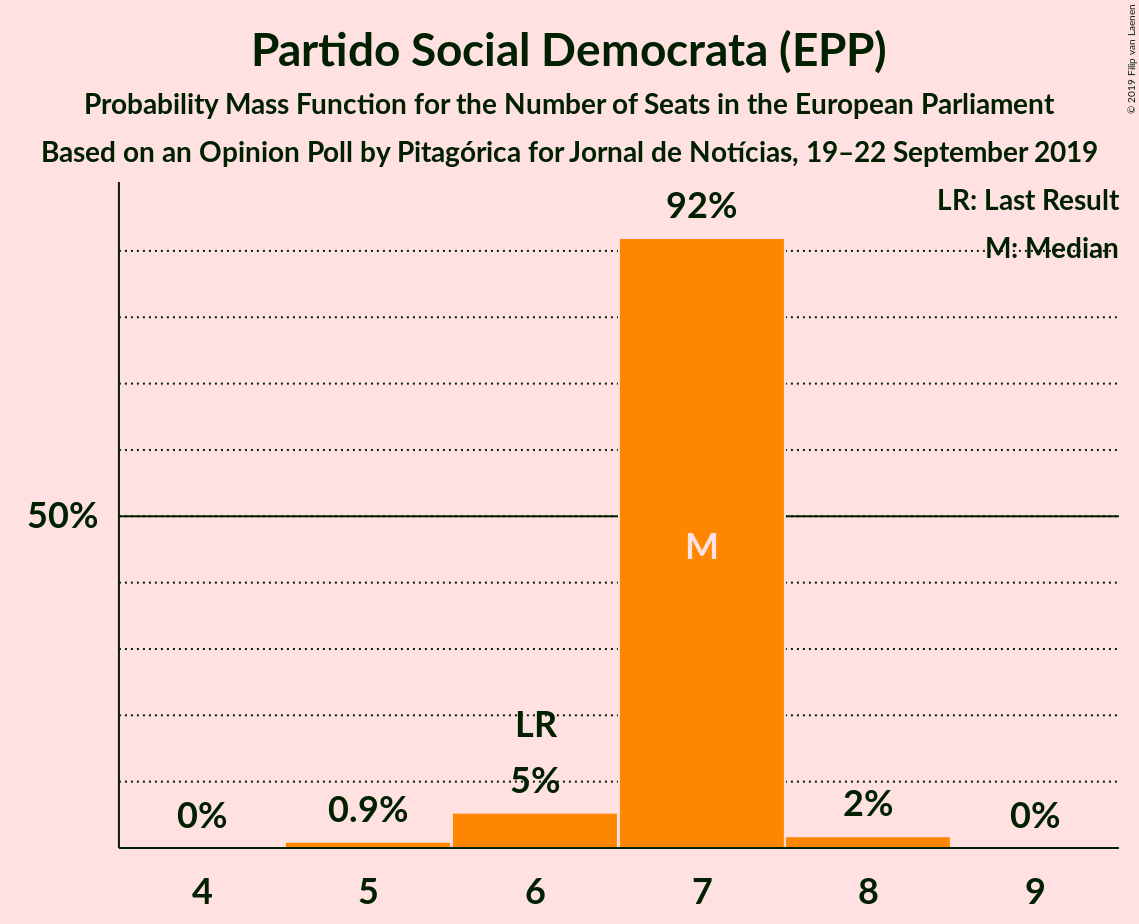 Partido Social Democrata (EPP)
Probability Mass Function for the Number of Seats in the European Parliament
Based on an Opinion Poll by Pitagórica for Jornal de Notícias, 19–22 September 2019
© 2019 Filip van Laenen
LR: Last Result
M: Median
92%
50%
M
LR
5%
0%
0.9%
2%
0%
4 5 6 7 8 9